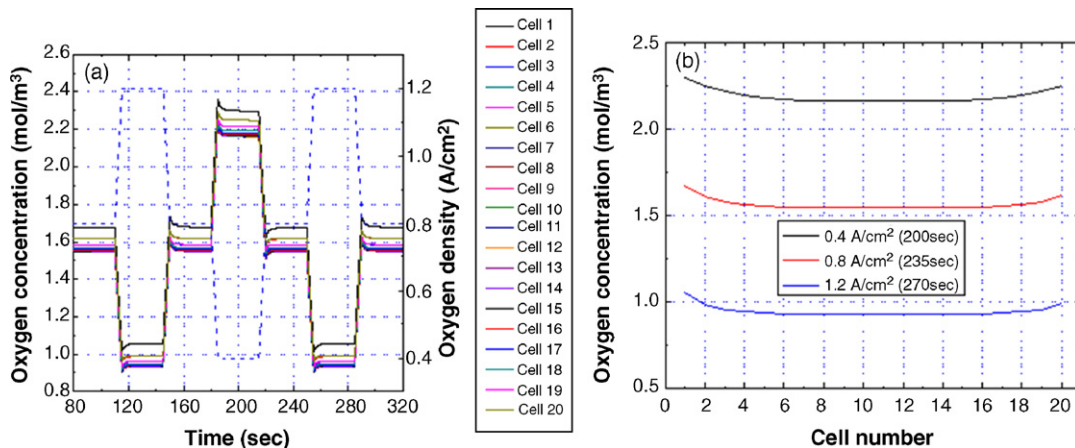 (a)
2.6
2.4
2.2
2.0
1.8
1.6
1.4
1.2
1.0
0.8
Oxygen concentration (mol/m³)
80 120 160 200 240 280 320
Time (sec)
1.2
1.0
0.8
0.6
0.4
Oxygen density (A/cm²)
Cell 1
Cell 2
Cell 3
Cell 4
Cell 5
Cell 6
Cell 7
Cell 8
Cell 9
Cell 10
Cell 11
Cell 12
Cell 13
Cell 14
Cell 15
Cell 16
Cell 17
Cell 18
Cell 19
Cell 20
(b)
2.5
2.0
1.5
1.0
0.5
Oxygen concentration (mol/m³)
0.4 A/cm² (200sec)
0.8 A/cm² (235sec)
1.2 A/cm² (270sec)
0 2 4 6 8 10 12 14 16 18 20
Cell number